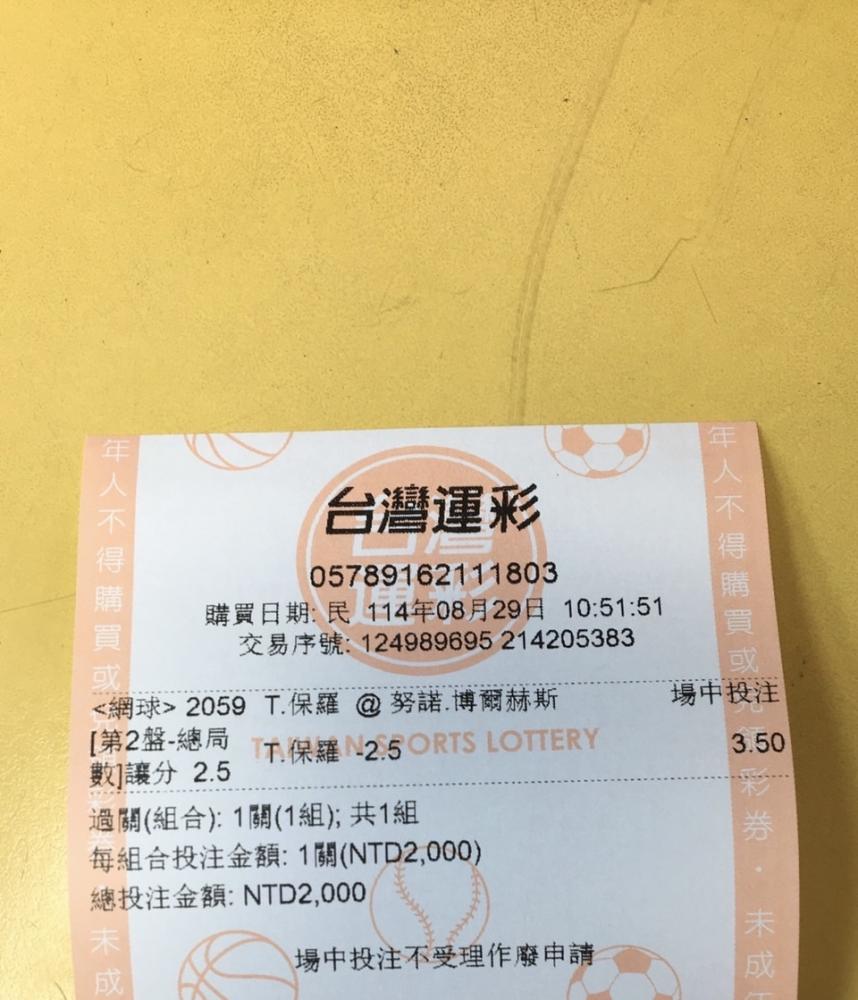 台灣運彩
05789162111803
購買日期: 民 114年08月29日 10:51:51
交易序號: 124989695 214205383
<網球> 2059 T.保羅 @ 努諾.博爾赫斯 場中投注
[第2盤-總局
數]讓分 2.5 T.保羅 -2.5 3.50
TAIWAN SPORTS LOTTERY
過關(組合): 1關(1組); 共1組
每組合投注金額: 1關(NTD2,000)
總投注金額: NTD2,000
場中投注不受理作廢申請
年人不得購買或
未成
年人不得購買或
彩券・未成年